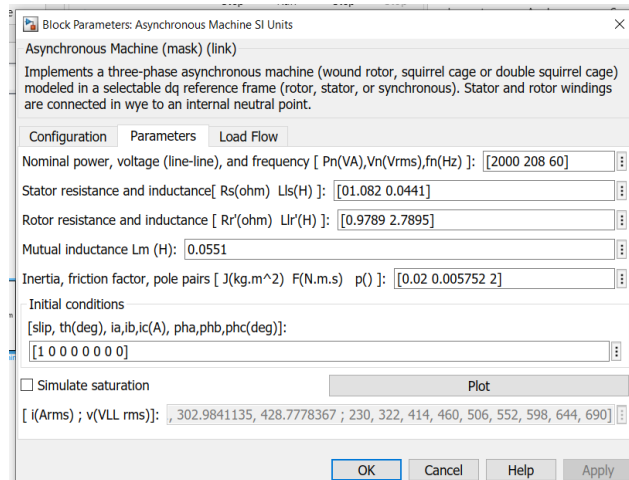 Block Parameters: Asynchronous Machine SI Units
Asynchronous Machine (mask) (link)
Implements a three-phase asynchronous machine (wound rotor, squirrel cage or double squirrel cage)
modeled in a selectable dq reference frame (rotor, stator, or synchronous). Stator and rotor windings
are connected in wye to an internal neutral point.
Configuration Parameters Load Flow
Nominal power, voltage (line-line), and frequency [ Pn(VA),Vn(Vrms),fn(Hz) ]: [2000 208 60]
Stator resistance and inductance[ Rs(ohm) Lls(H) ]: [01.082 0.0441]
Rotor resistance and inductance [ Rr'(ohm) Llr'(H) ]: [0.9789 2.7895]
Mutual inductance Lm (H): 0.0551
Inertia, friction factor, pole pairs [ J(kg.m^2) F(N.m.s) p() ]: [0.02 0.005752 2]
Initial conditions
[slip, th(deg), ia,ib,ic(A), pha,phb,phc(deg)]:
[1 0 0 0 0 0 0 0]
Simulate saturation Plot
[ i(Arms) ; v(VLL rms)]: , 302.9841135, 428.7778367 ; 230, 322, 414, 460, 506, 552, 598, 644, 690]
OK Cancel Help Apply